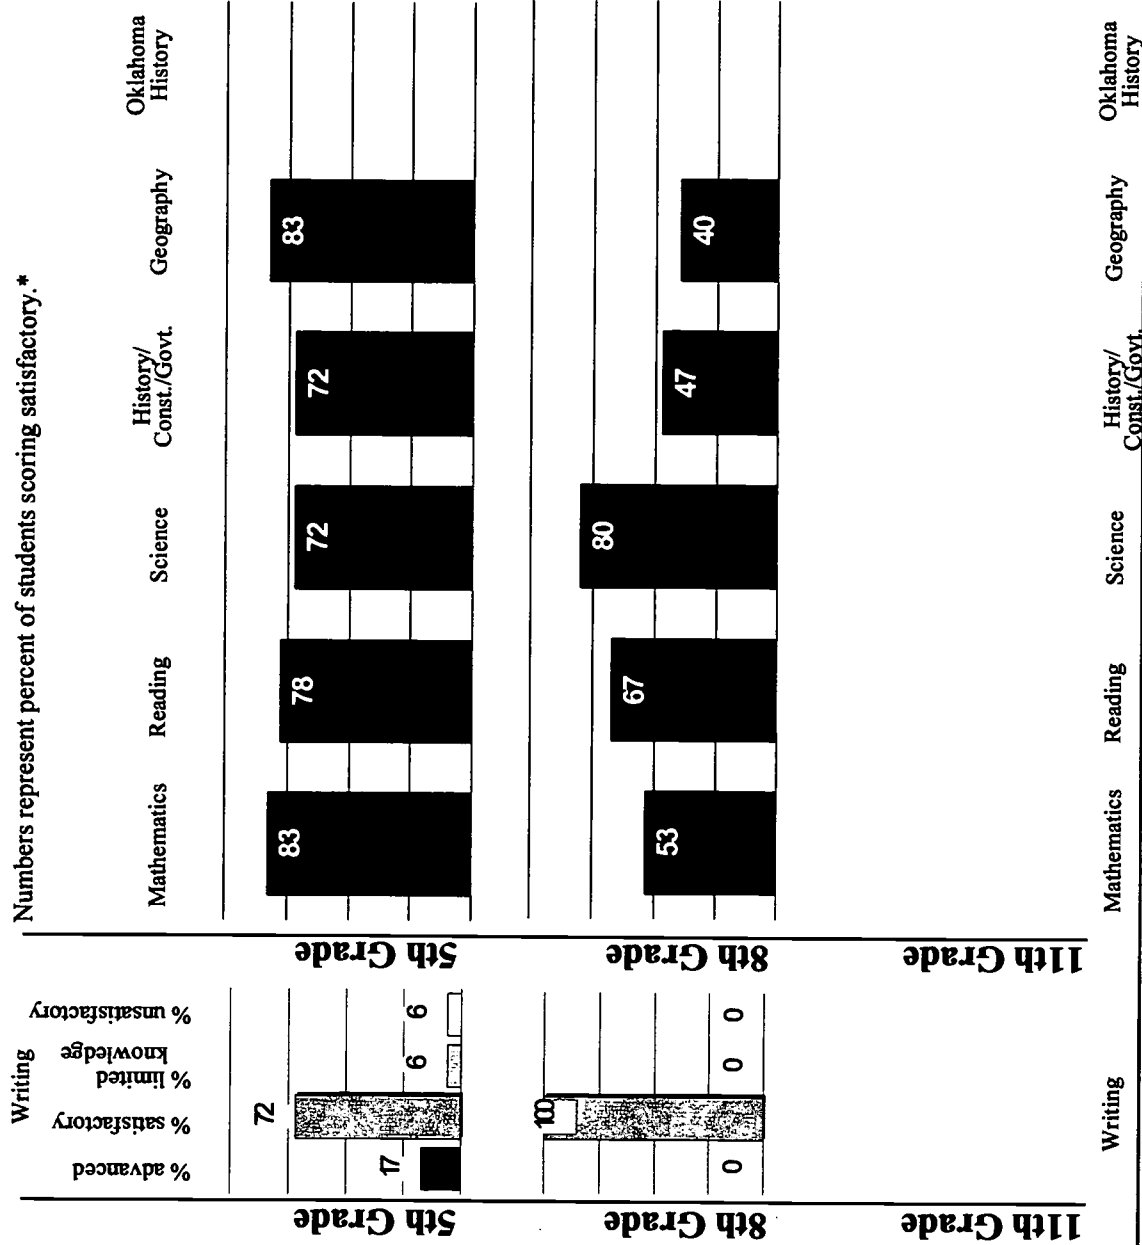 Numbers represent percent of students scoring satisfactory.*
Writing
% advanced
% satisfactory
% limited
knowledge
% unsatisfactory
Mathematics
Reading
Science
History/
Const./Govt.
Geography
Oklahoma
History
5th Grade
17
72
6
6
5th Grade
83
78
72
72
83
8th Grade
0
100
0
0
8th Grade
53
67
80
47
40
11th Grade
11th Grade
Writing
Mathematics
Reading
Science
History/
Const./Govt.
Geography
Oklahoma
History